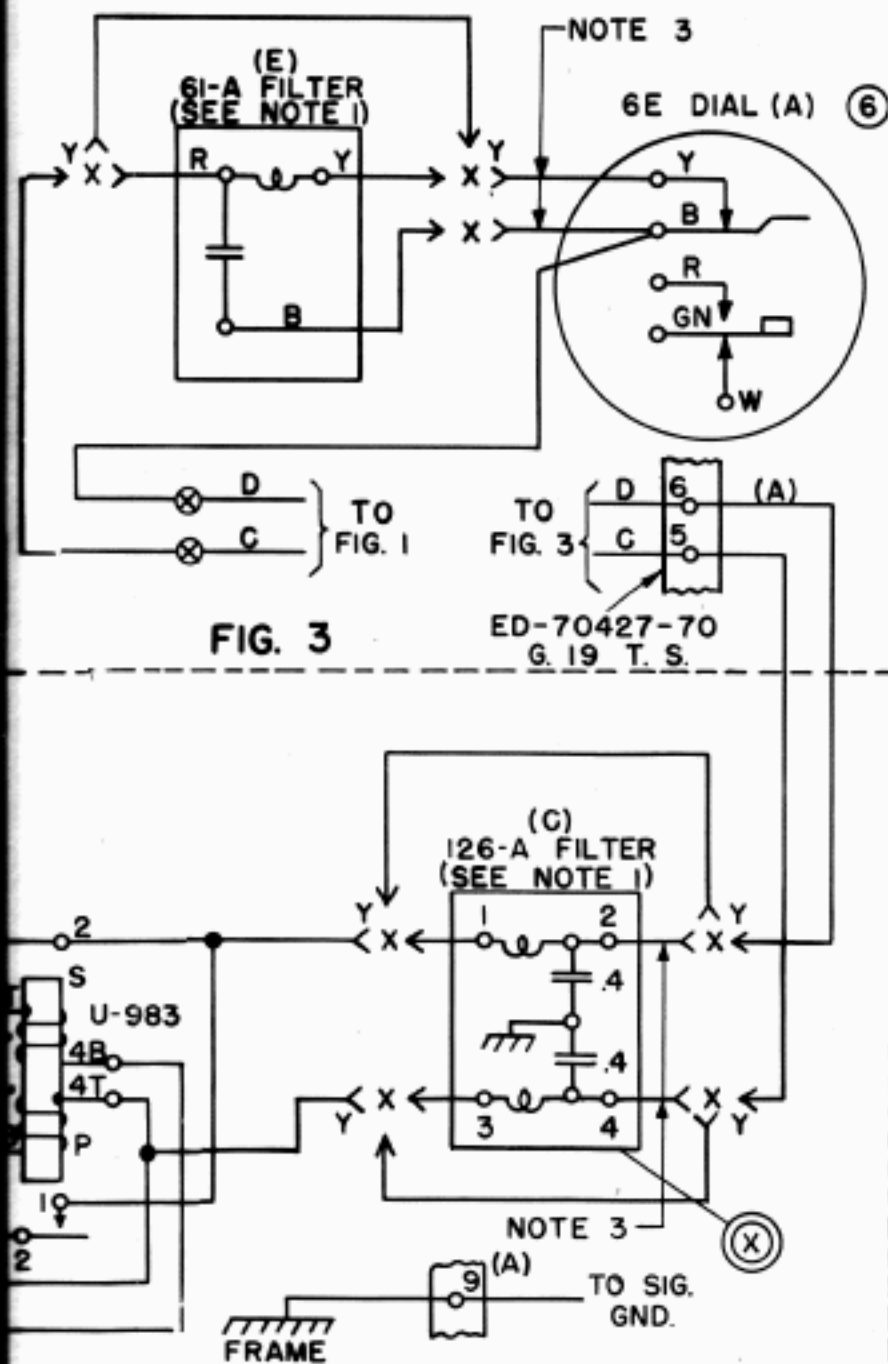 NOTE 3
(E)
61-A FILTER
(SEE NOTE 1)
6E DIAL (A) 6
Y X
R Y
X Y
Y
X
B
B
R
GN
W
D
C
TO
FIG. 1
TO
FIG. 3
D 6 (A)
C 5
FIG. 3
ED-70427-70
G. 19 T. S.
(C)
126-A FILTER
(SEE NOTE 1)
2
Y X
1 2
X Y
S
U-983
.4
4B
.4
4T
Y X
3 4
X Y
P
1
2
NOTE 3
X
9 (A)
TO SIG.
GND.
FRAME